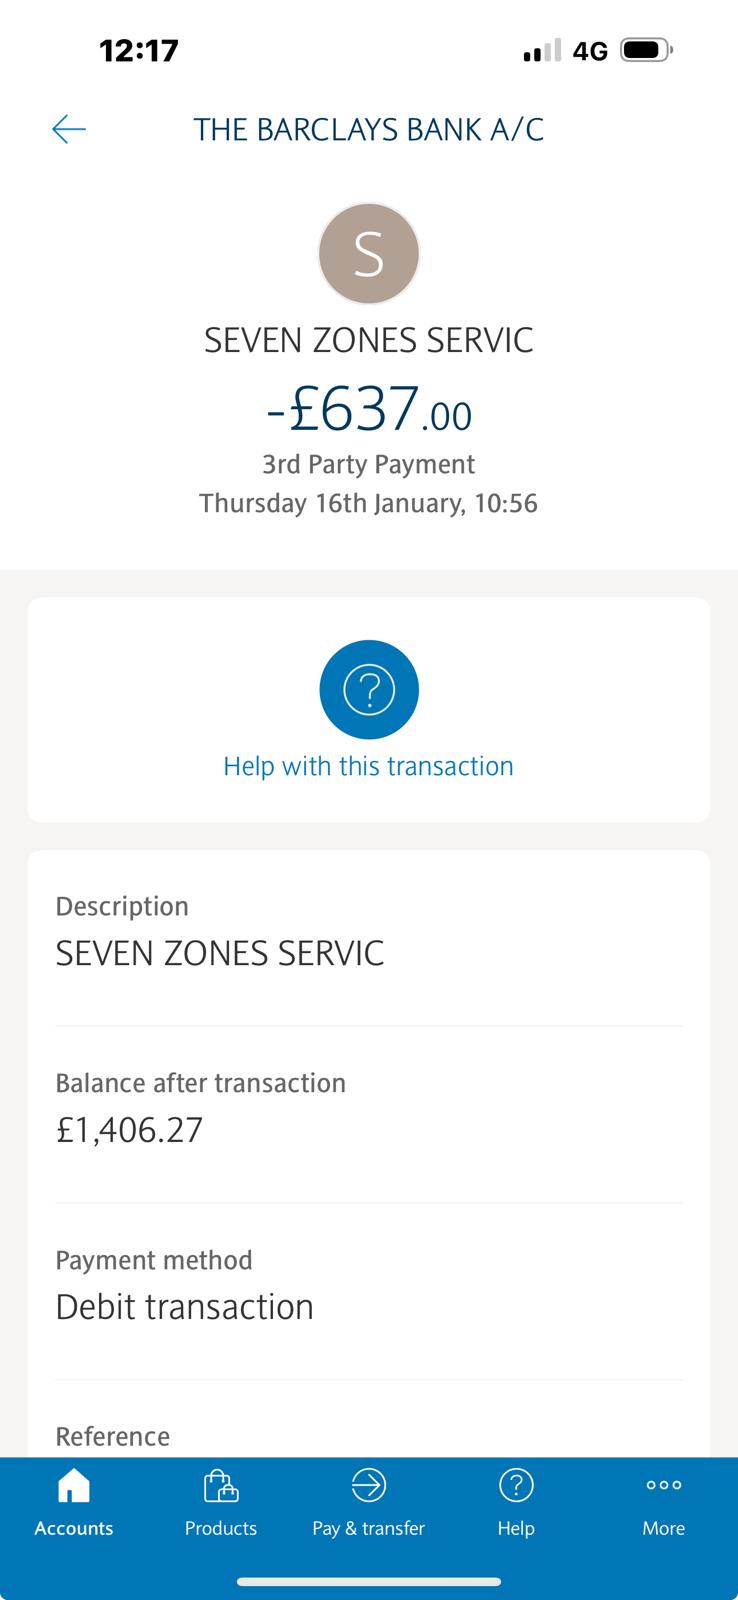 12:17
4G
THE BARCLAYS BANK A/C
S
SEVEN ZONES SERVIC
-£637.00
3rd Party Payment
Thursday 16th January, 10:56
?
Help with this transaction
Description
SEVEN ZONES SERVIC
Balance after transaction
£1,406.27
Payment method
Debit transaction
Reference
?
Accounts Products Pay & transfer Help More